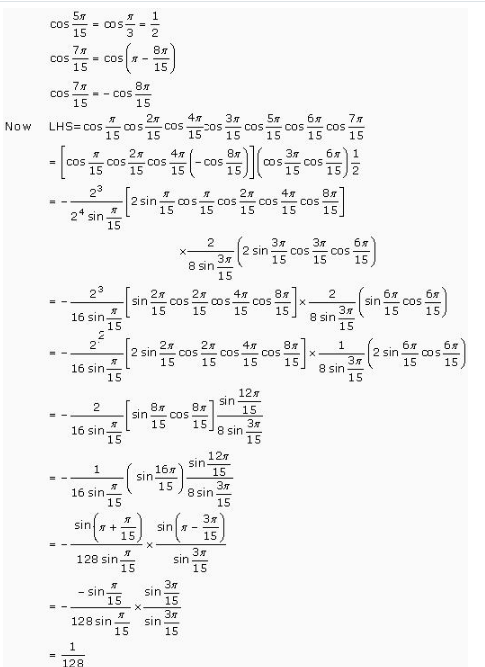 cos 5π/15 = cos π/3 = 1/2
cos 7π/15 = cos(π - 8π/15)
cos 7π/15 = - cos 8π/15
Now LHS= cos π/15 cos 2π/15 cos 4π/15 cos 3π/15 cos 5π/15 cos 6π/15 cos 7π/15
= [cos π/15 cos 2π/15 cos 4π/15 (- cos 8π/15)] (cos 3π/15 cos 6π/15) 1/2
= - 2³/(2⁴ sin π/15) [2 sin π/15 cos π/15 cos 2π/15 cos 4π/15 cos 8π/15]
× 2/(8 sin 3π/15) (2 sin 3π/15 cos 3π/15 cos 6π/15)
= - 2³/(16 sin π/15) [sin 2π/15 cos 2π/15 cos 4π/15 cos 8π/15] × 2/(8 sin 3π/15) (sin 6π/15 cos 6π/15)
= - 2²/(16 sin π/15) [2 sin 2π/15 cos 2π/15 cos 4π/15 cos 8π/15] × 1/(8 sin 3π/15) (2 sin 6π/15 cos 6π/15)
= - 2/(16 sin π/15) [sin 8π/15 cos 8π/15] (sin 12π/15)/(8 sin 3π/15)
= - 1/(16 sin π/15) (sin 16π/15) (sin 12π/15)/(8 sin 3π/15)
= - sin(π + π/15)/(128 sin π/15) × sin(π - 3π/15)/(sin 3π/15)
= - (- sin π/15)/(128 sin π/15) × (sin 3π/15)/(sin 3π/15)
= 1/128